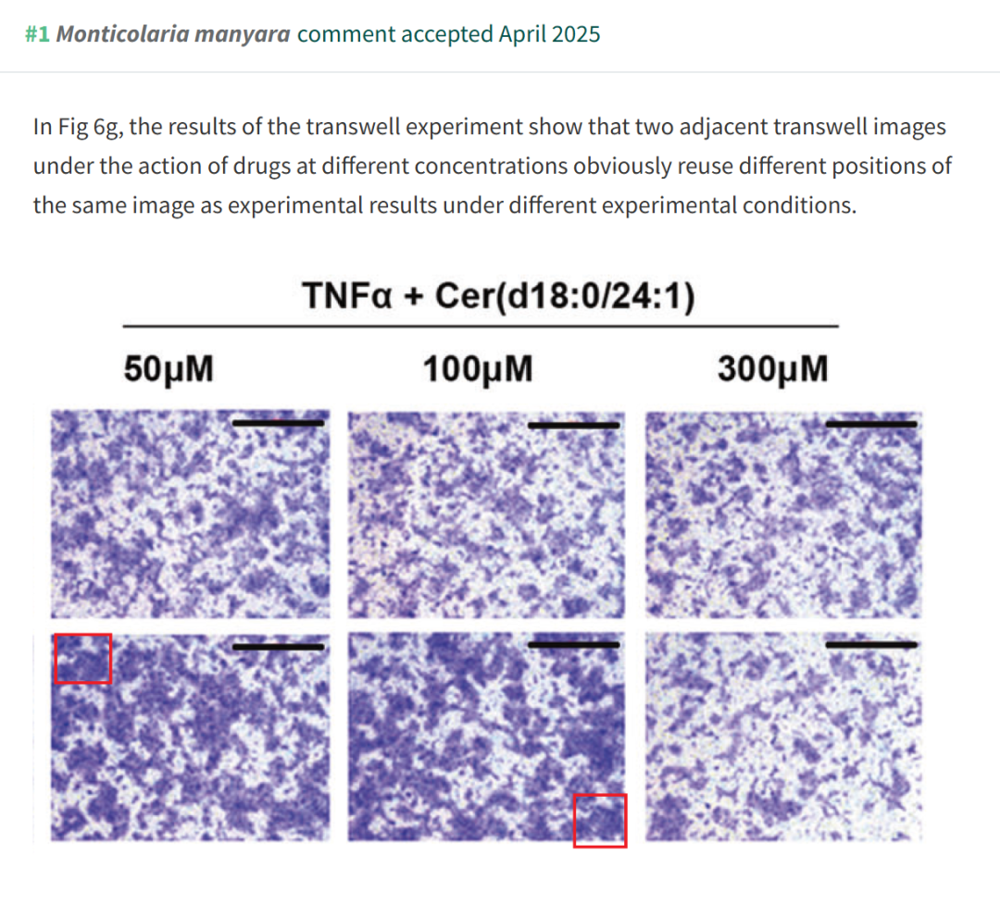 #1 Monticolaria manyara comment accepted April 2025
In Fig 6g, the results of the transwell experiment show that two adjacent transwell images
under the action of drugs at different concentrations obviously reuse different positions of
the same image as experimental results under different experimental conditions.
TNFα + Cer(d18:0/24:1)
50μM 100μM 300μM